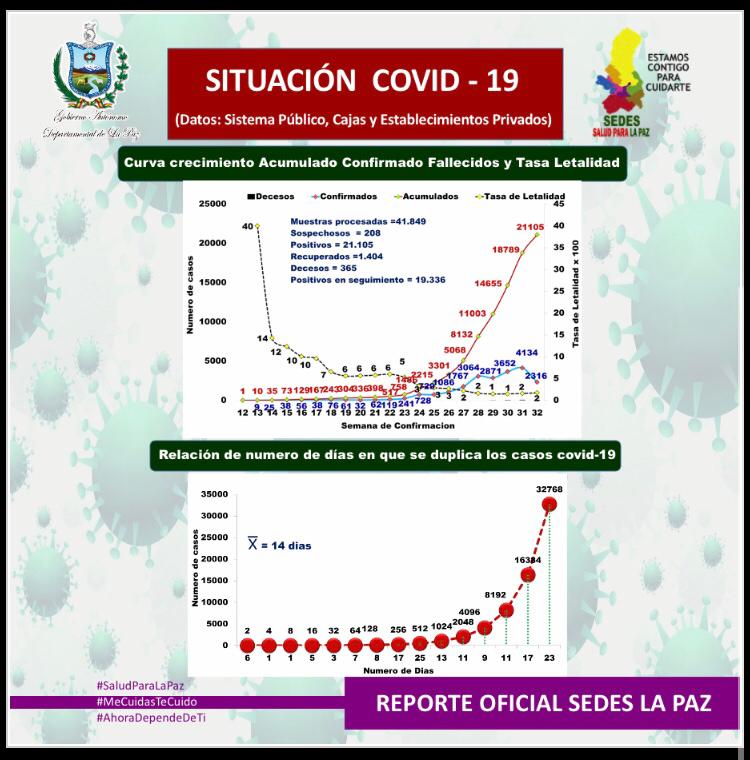 Gobierno Autónomo
Departamental de La Paz
SITUACIÓN COVID - 19
(Datos: Sistema Público, Cajas y Establecimientos Privados)
ESTAMOS
CONTIGO
PARA
CUIDARTE
SEDES
SALUD PARA LA PAZ
Curva crecimiento Acumulado Confirmado Fallecidos y Tasa Letalidad
Decesos Confirmados Acumulados Tasa de Letalidad
Muestras procesadas =41.849
Sospechosos = 208
Positivos = 21.105
Recuperados =1.404
Decesos = 365
Positivos en seguimiento = 19.336
Numero de casos
25000
20000
15000
10000
5000
0
Tasa de Letalidad x 100
45
40
35
30
25
20
15
10
5
0
40 14 12 10 10 7 6 6 6 6 5 3 3 3 2 2 1 1 2 2
1 10 35 73 129 167 243 304 336 398 517 758 1486 2215 3301 5068 8132 11003 14655 18789 21105
9 25 38 56 38 76 61 32 62 119 241 728 729 1086 1767 3064 2871 3652 4134 2316
12 13 14 15 16 17 18 19 20 21 22 23 24 25 26 27 28 29 30 31 32
Semana de Confirmacion
Relación de numero de días en que se duplica los casos covid-19
Numero de casos
35000
30000
25000
20000
15000
10000
5000
0
X = 14 dias
2 4 8 16 32 64 128 256 512 1024 2048 4096 8192 16384 32768
6 1 1 5 3 7 8 17 25 13 11 9 11 17 23
Numero de Dias
#SaludParaLaPaz
#MeCuidasTeCuido
#AhoraDependeDeTi
REPORTE OFICIAL SEDES LA PAZ